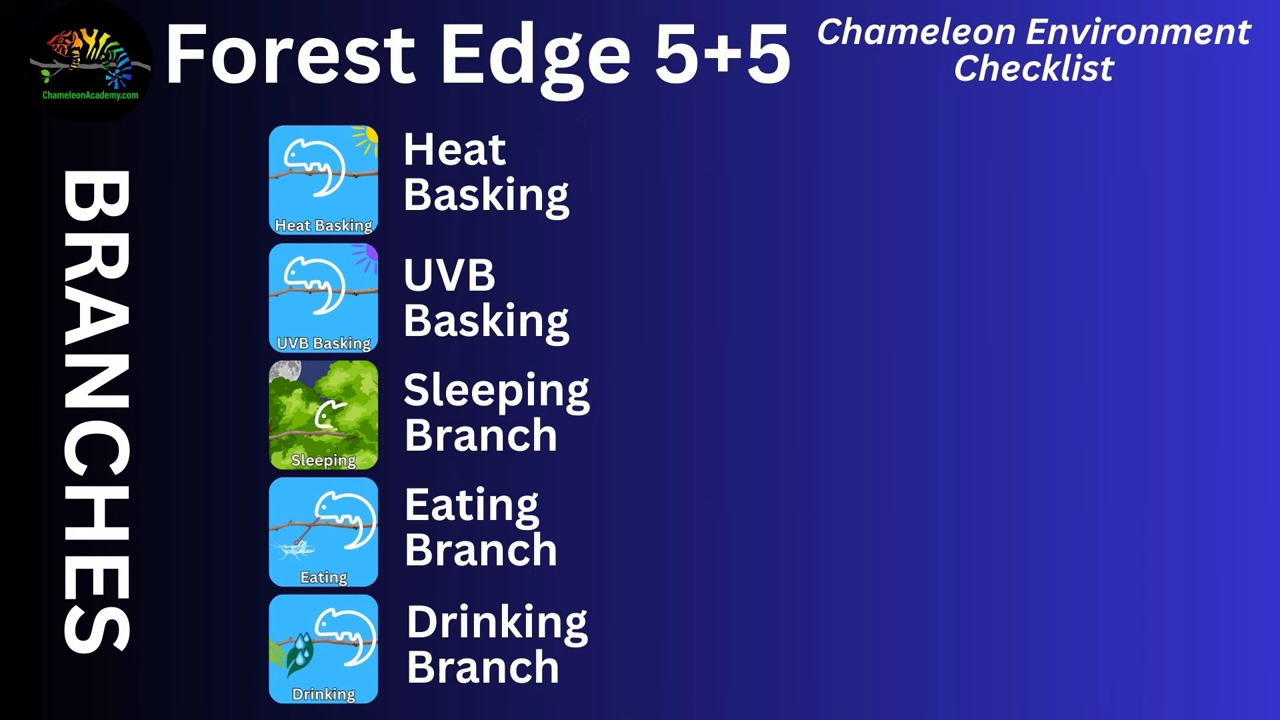 ChameleonAcademy.com
Forest Edge 5+5
Chameleon Environment
Checklist
BRANCHES
Heat Basking
Heat
Basking
UVB Basking
UVB
Basking
Sleeping
Sleeping
Branch
Eating
Eating
Branch
Drinking
Drinking
Branch